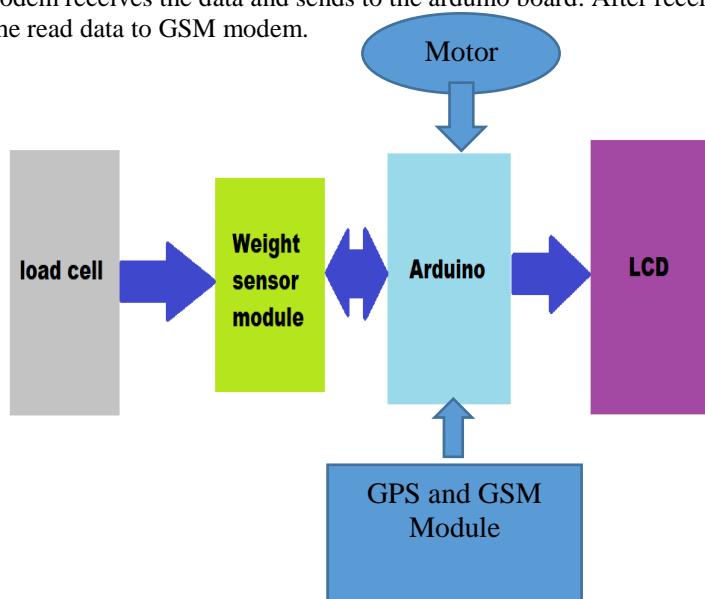 odem receives the data and sends to the arduino board. After recei
he read data to GSM modem.
Motor
load cell
Weight
sensor
module
Arduino
LCD
GPS and GSM
Module